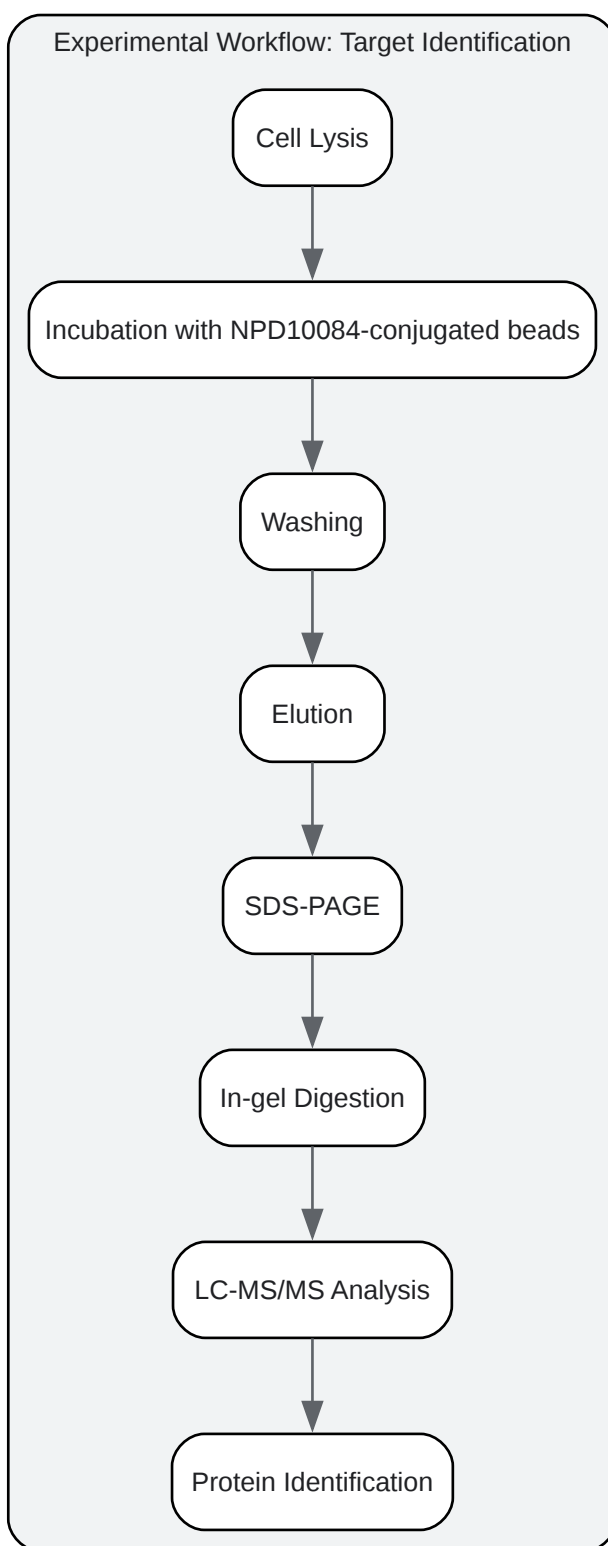 Experimental Workflow: Target Identification
Cell Lysis
Incubation with NPD10084-conjugated beads
Washing
Elution
SDS-PAGE
In-gel Digestion
LC-MS/MS Analysis
Protein Identification